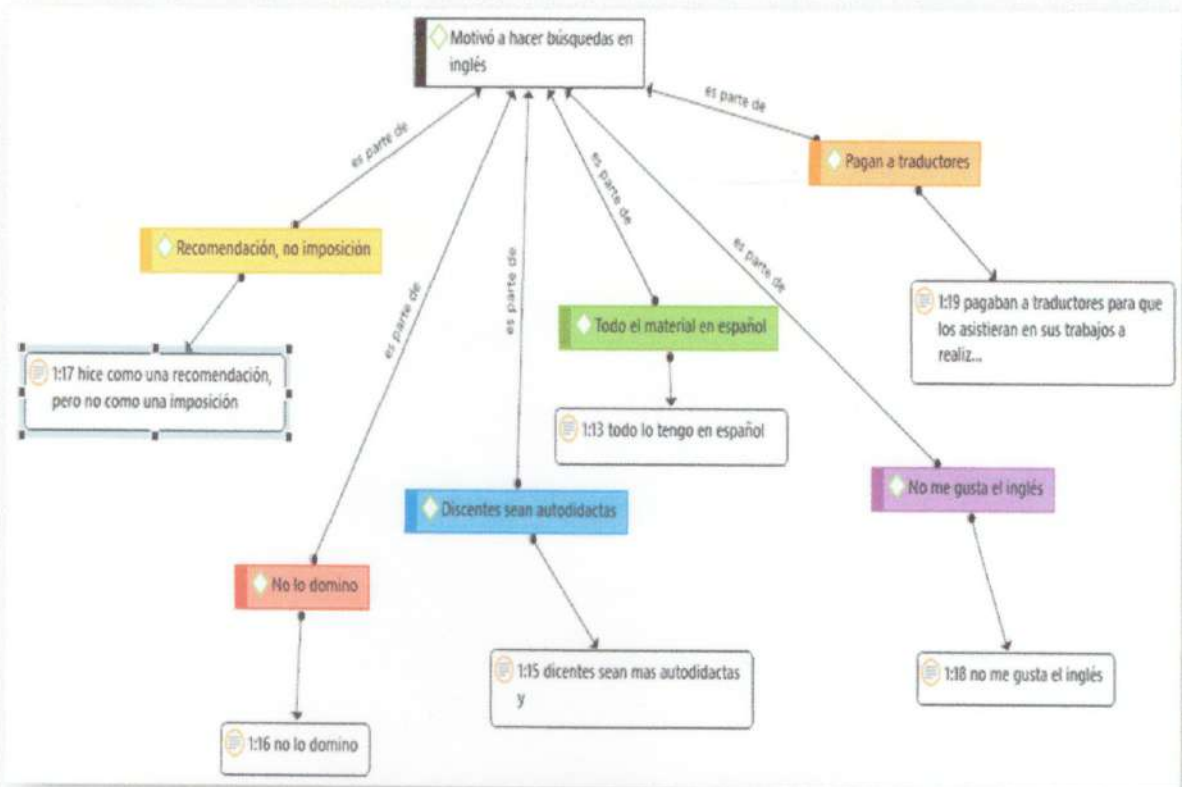 Motivó a hacer búsquedas en
inglés
es parte de
Pagan a traductores
es parte de
Recomendación, no imposición
es parte de
es parte de
es parte de
es parte de
1:19 pagaban a traductores para que
los asistieran en sus trabajos a
realiz...
Todo el material en español
1:17 hice como una recomendación,
pero no como una imposición
1:13 todo lo tengo en español
No me gusta el inglés
Discentes sean autodidactas
No lo domino
1:15 dicentes sean mas autodidactas
y
1:18 no me gusta el inglés
1:16 no lo domino